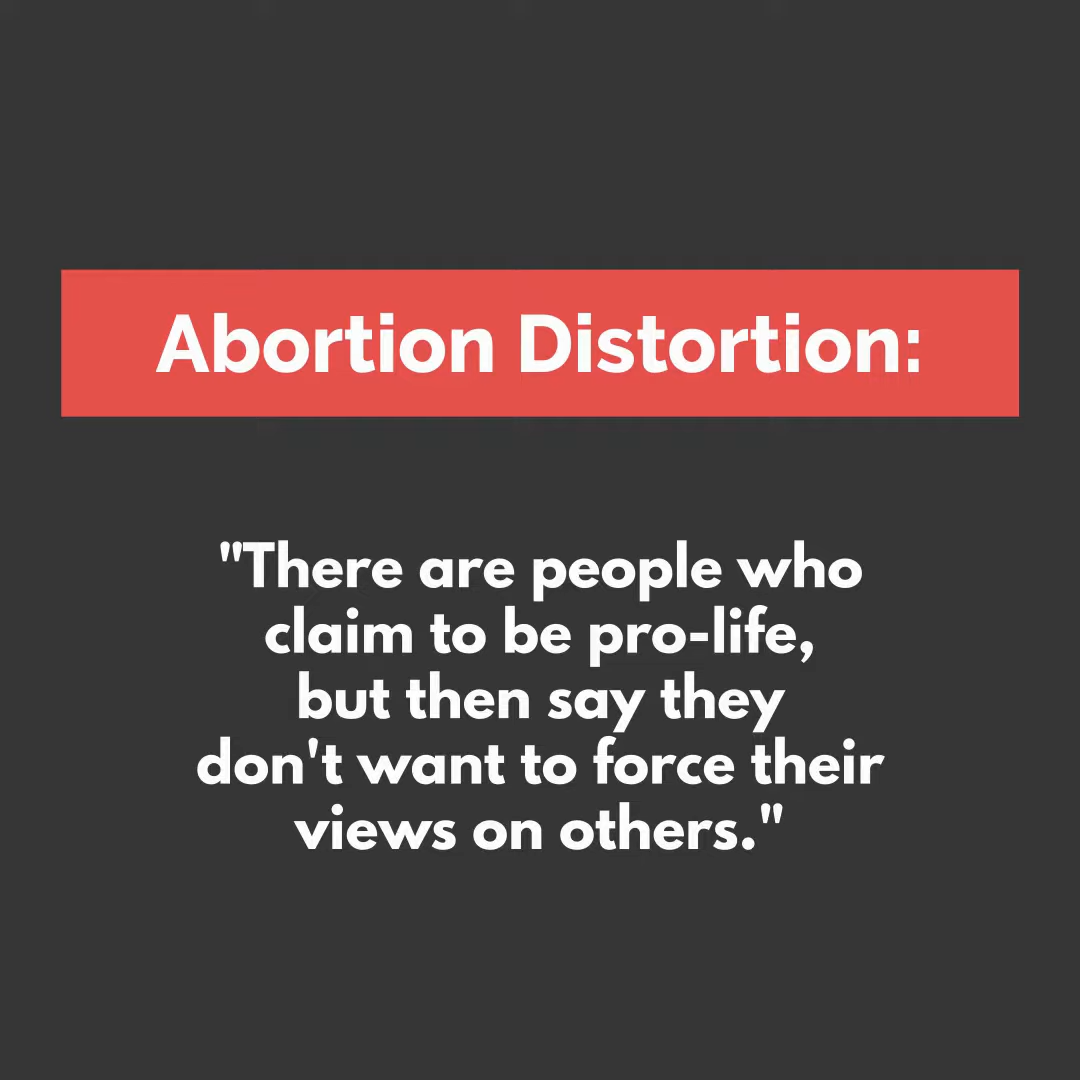 Abortion Distortion:
"There are people who
claim to be pro-life,
but then say they
don't want to force their
views on others."